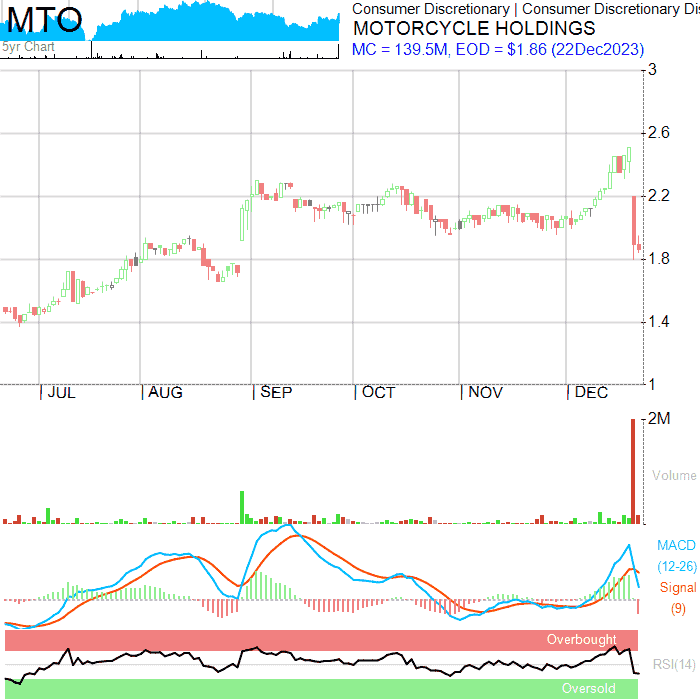 MTO
5yr Chart
Consumer Discretionary | Consumer Discretionary Dis
MOTORCYCLE HOLDINGS
MC = 139.5M, EOD = $1.86 (22Dec2023)
3
2.6
2.2
1.8
1.4
1
JUL AUG SEP OCT NOV DEC
2M
Volume
MACD
(12-26)
Signal
(9)
Overbought
RSI(14)
Oversold